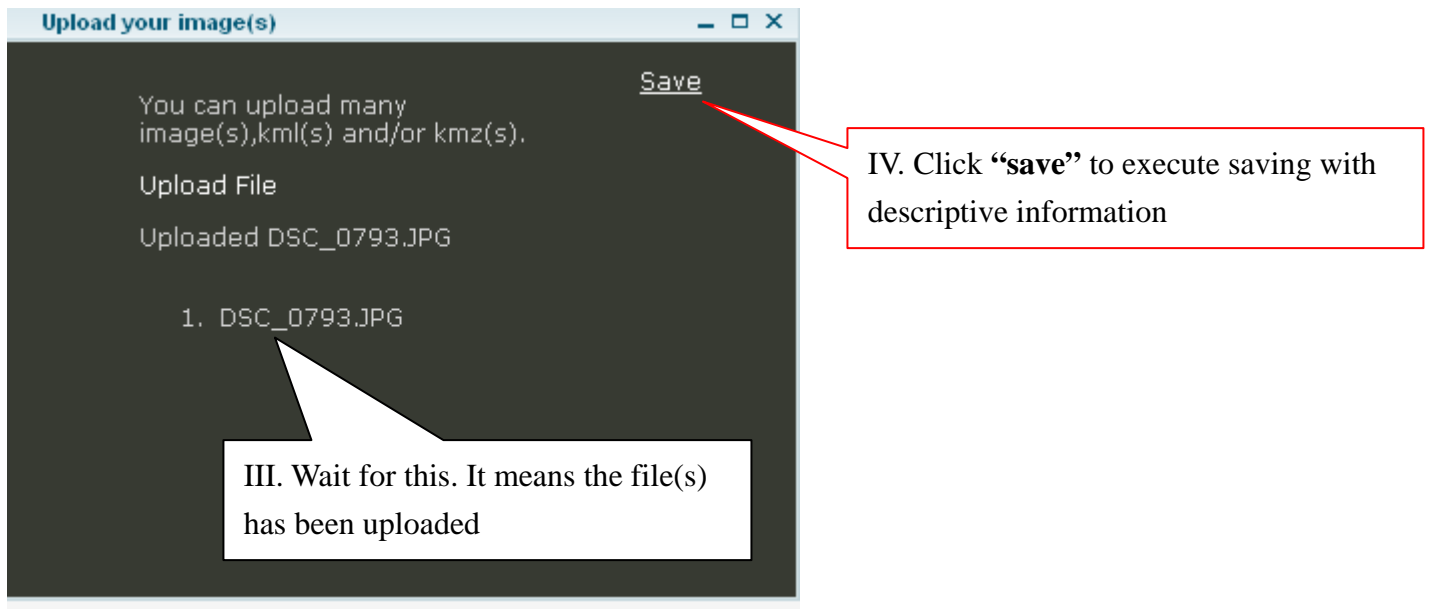 Upload your image(s)
Save
You can upload many
image(s),kml(s) and/or kmz(s).
Upload File
Uploaded DSC_0793.JPG
1. DSC_0793.JPG
III. Wait for this. It means the file(s)
has been uploaded
IV. Click “save” to execute saving with
descriptive information